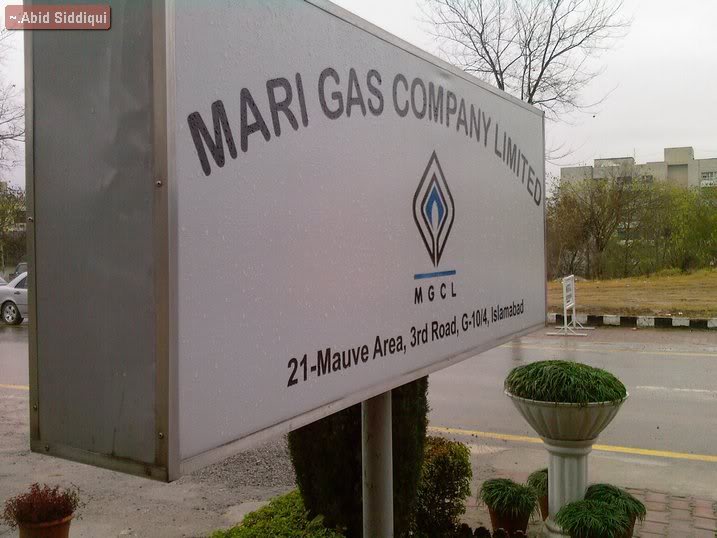 ~.Abid Siddiqui
MARI GAS COMPANY LIMITED
MGCL
21-Mauve Area, 3rd Road, G-10/4, Islamabad